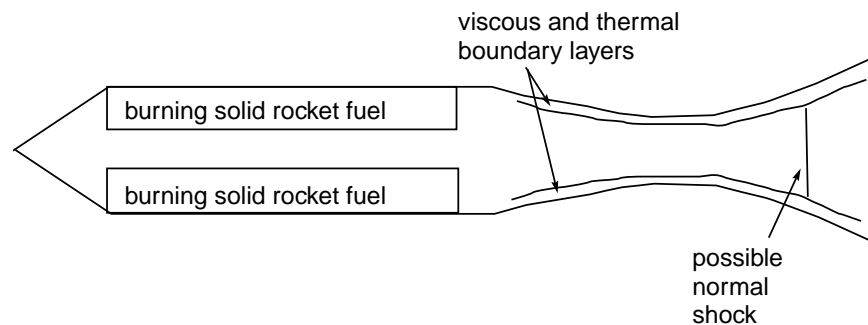 viscous and thermal
boundary layers
burning solid rocket fuel
burning solid rocket fuel
possible
normal
shock